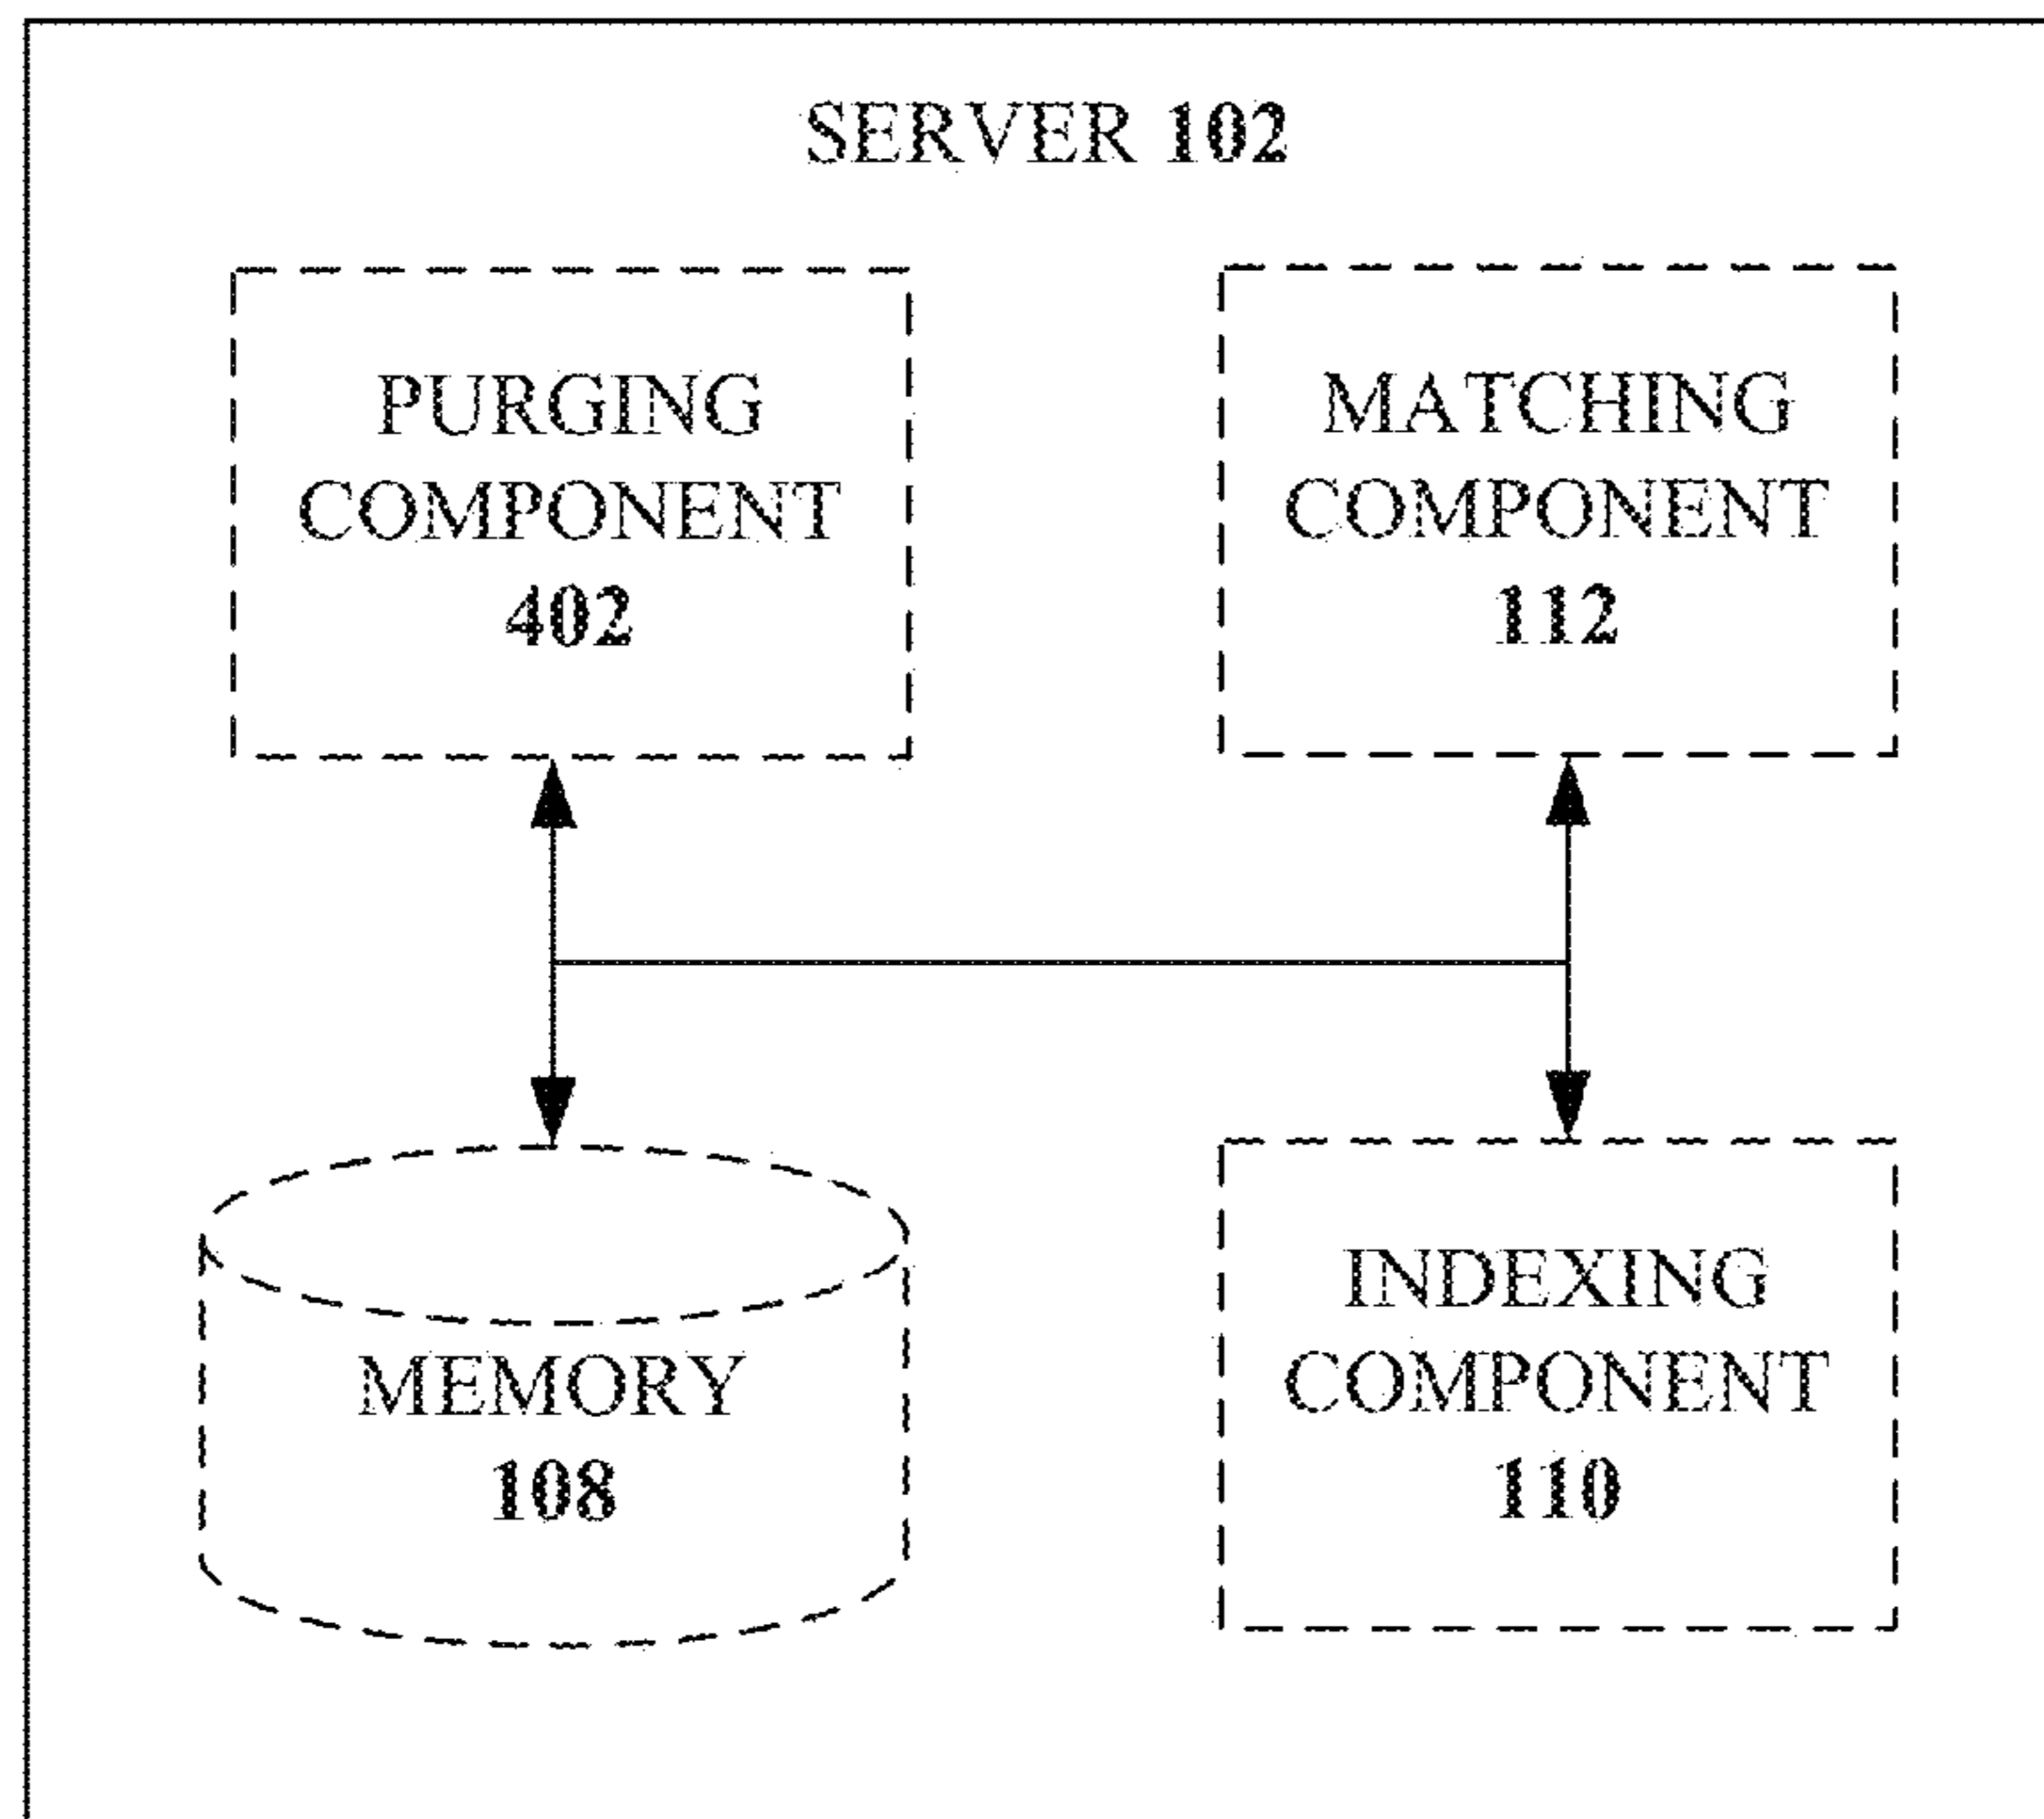 SERVER 102
PURGING
COMPONENT
402
MATCHING
COMPONENT
112
MEMORY
108
INDEXING
COMPONENT
110